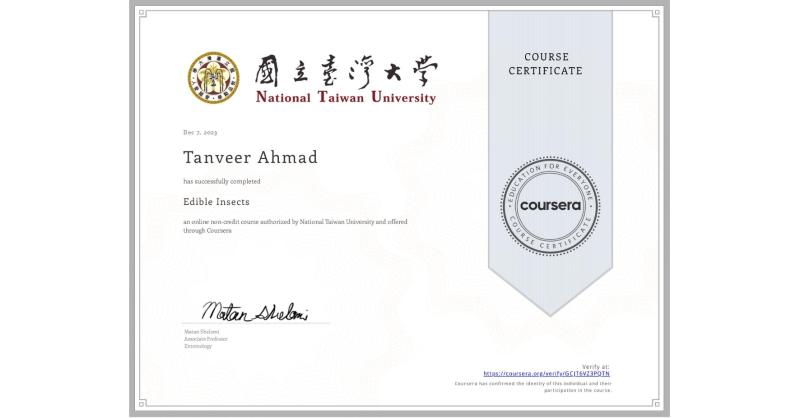 國立臺灣大學
National Taiwan University
COURSE
CERTIFICATE
Dec 7, 2023
Tanveer Ahmad
has successfully completed
Edible Insects
an online non-credit course authorized by National Taiwan University and offered
through Coursera
EDUCATION FOR EVERYONE
coursera
COURSE CERTIFICATE
Matan Shelomi
Matan Shelomi
Associate Professor
Entomology
Verify at:
https://coursera.org/verify/GCJT6VZ3PQTN
Coursera has confirmed the identity of this individual and their
participation in the course.